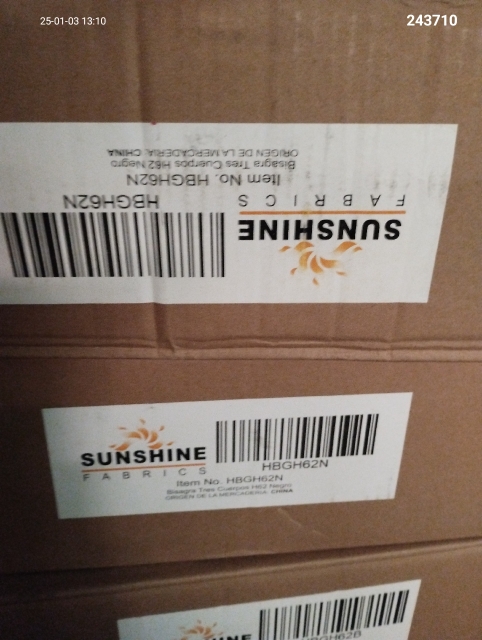 25-01-03 13:10
243710
SUNSHINE
FABRICS
HBGH62N
Item No. HBGH62N
Bisagra Tres Cuerpos H62 Negro
ORIGEN DE LA MERCADERIA: CHINA
SUNSHINE
FABRICS
HBGH62N
Item No. HBGH62N
Bisagra Tres Cuerpos H62 Negro
ORIGEN DE LA MERCADERIA: CHINA